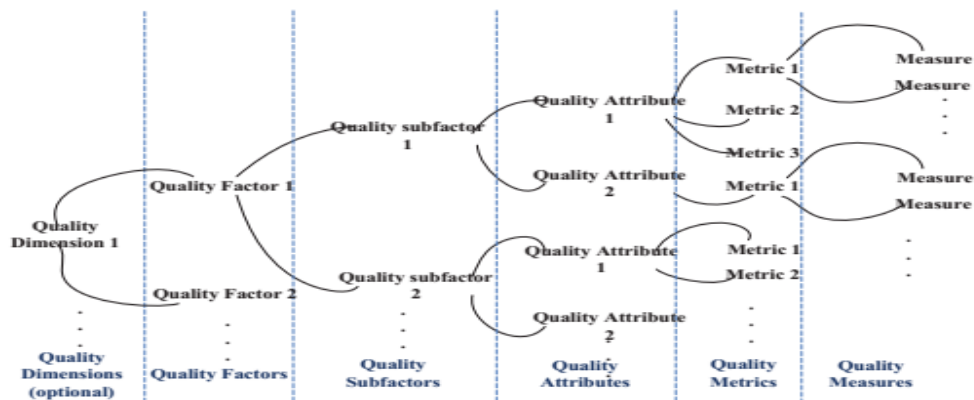 Quality
Dimension 1
Quality
Dimensions
(optional)
Quality Factor 1
Quality Factor 2
Quality Factors
Quality subfactor
1
Quality subfactor
2
Quality
Subfactors
Quality Attribute
1
Quality Attribute
2
Quality Attribute
1
Quality Attribute
2
Quality
Attributes
Metric 1
Metric 2
Metric 3
Metric 1
Metric 1
Metric 2
Quality
Metrics
Measure
Measure
Measure
Measure
Quality
Measures